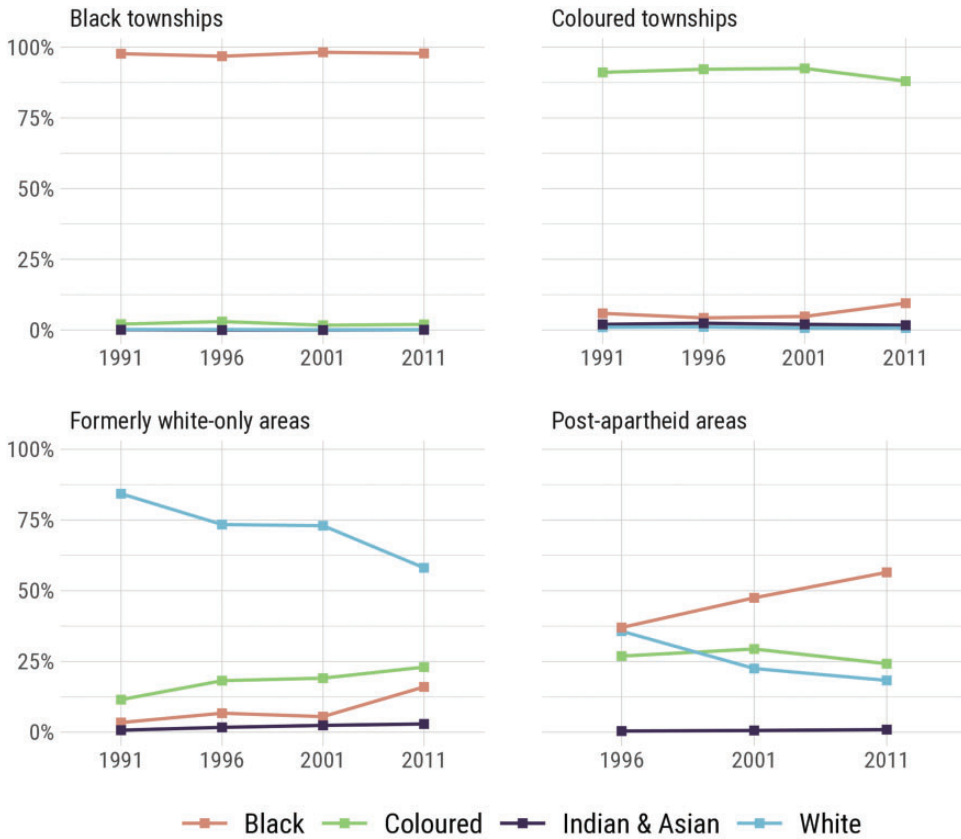 Black townships
Coloured townships
100%
75%
50%
25%
0%
1991 1996 2001 2011
1991 1996 2001 2011
Formerly white-only areas
Post-apartheid areas
100%
75%
50%
25%
0%
1991 1996 2001 2011
1996 2001 2011
Black Coloured Indian & Asian White